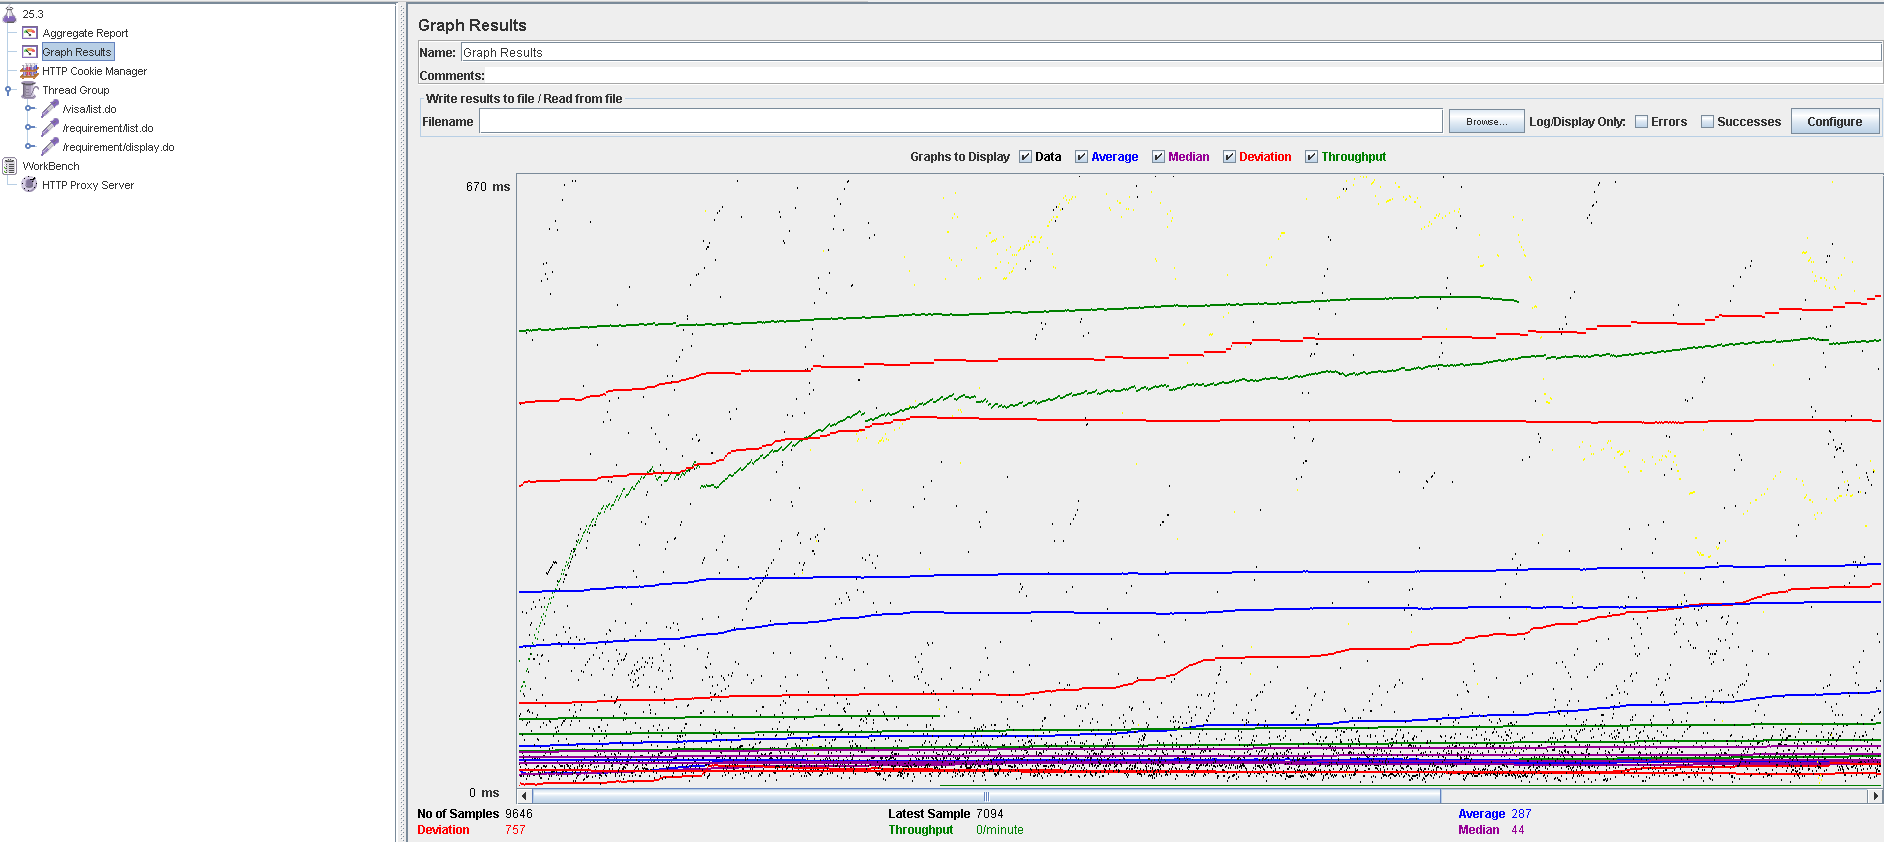 25.3
Aggregate Report
Graph Results
HTTP Cookie Manager
Thread Group
/visa/list.do
/requirement/list.do
/requirement/display.do
WorkBench
HTTP Proxy Server
Graph Results
Name: Graph Results
Comments:
Write results to file / Read from file
Filename Browse... Log/Display Only: Errors Successes Configure
Graphs to Display Data Average Median Deviation Throughput
670 ms
0 ms
No of Samples 9646 Latest Sample 7094 Average 287
Deviation 757 Throughput 0/minute Median 44